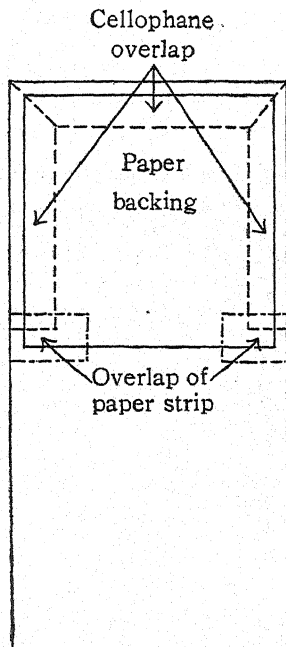 Cellophane
overlap
Paper
backing
Overlap of
paper strip